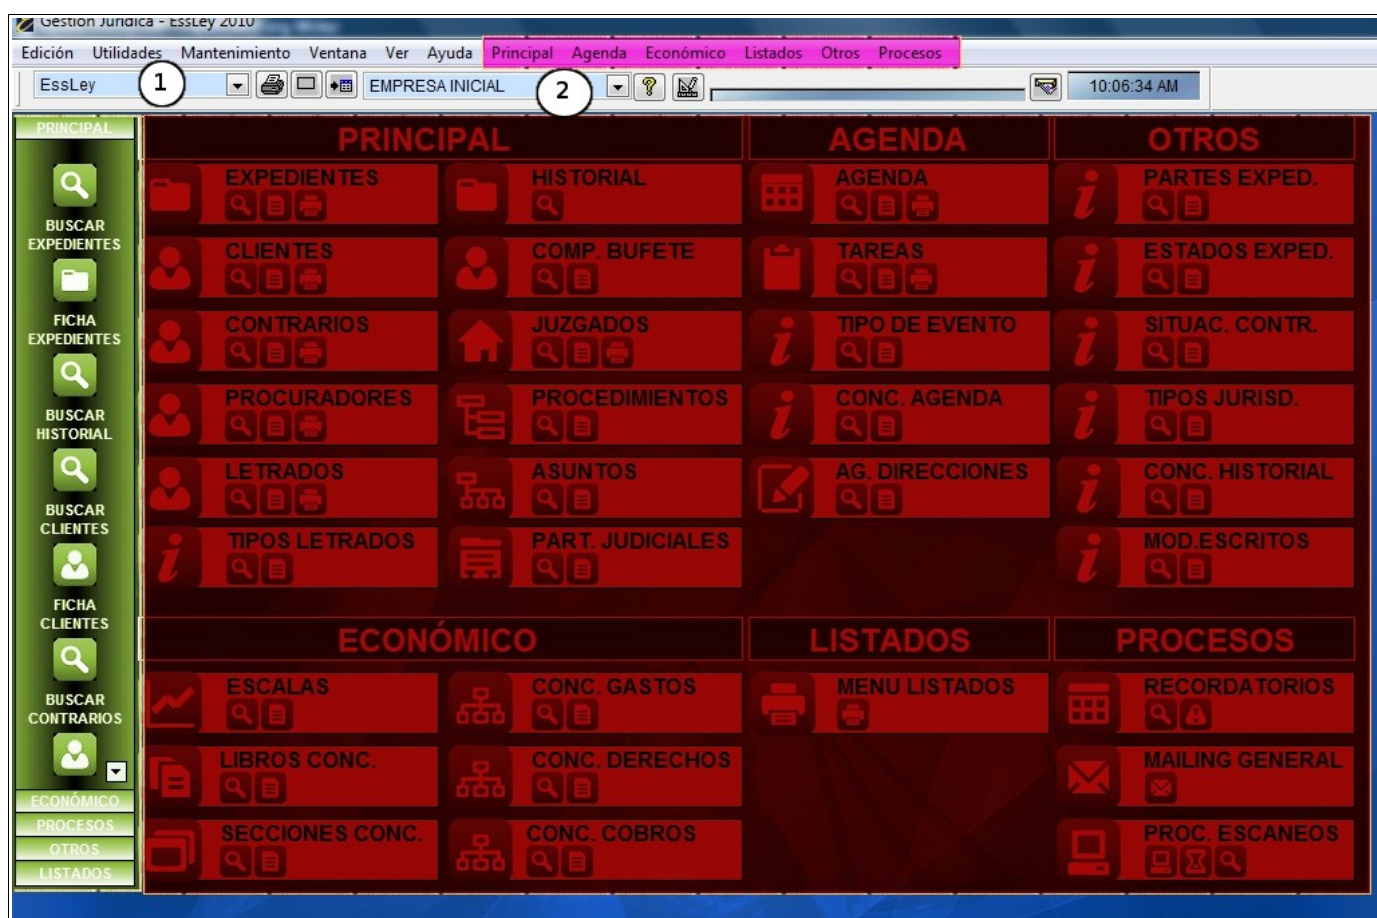 Gestión Jurídica - EssLey 2010
Edición Utilidades Mantenimiento Ventana Ver Ayuda Principal Agenda Económico Listados Otros Procesos
EssLey 1 EMPRESA INICIAL 2 10:06:34 AM
PRINCIPAL
BUSCAR
EXPEDIENTES
FICHA
EXPEDIENTES
BUSCAR
HISTORIAL
BUSCAR
CLIENTES
FICHA
CLIENTES
BUSCAR
CONTRARIOS
ECONÓMICO
PROCESOS
OTROS
LISTADOS
PRINCIPAL AGENDA OTROS
EXPEDIENTES HISTORIAL AGENDA PARTES EXPED.
CLIENTES COMP. BUFETE TAREAS ESTADOS EXPED.
CONTRARIOS JUZGADOS TIPO DE EVENTO SITUAC. CONTR.
PROCURADORES PROCEDIMIENTOS CONC. AGENDA TIPOS JURISD.
LETRADOS ASUNTOS AG. DIRECCIONES CONC. HISTORIAL
TIPOS LETRADOS PART. JUDICIALES MOD.ESCRITOS
ECONÓMICO LISTADOS PROCESOS
ESCALAS CONC. GASTOS MENU LISTADOS RECORDATORIOS
LIBROS CONC. CONC. DERECHOS MAILING GENERAL
SECCIONES CONC. CONC. COBROS PROC. ESCANEOS